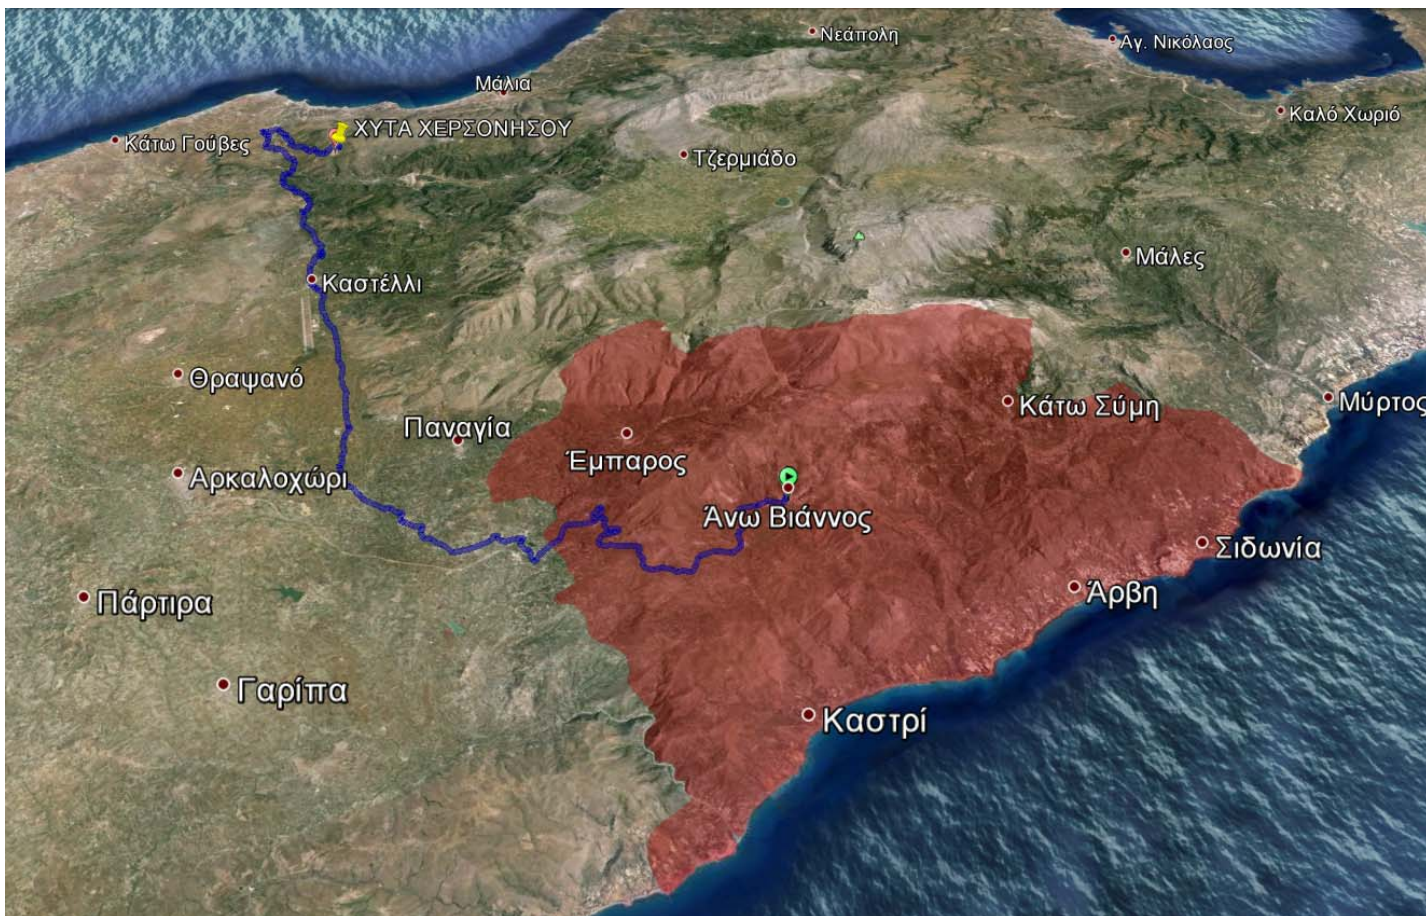 Νεάπολη
Αγ. Νικόλαος
Μάλια
Καλό Χωριό
ΧΥΤΑ ΧΕΡΣΟΝΗΣΟΥ
Κάτω Γούβες
Τζερμιάδο
Μάλες
Καστέλλι
Θραψανό
Μύρτος
Κάτω Σύμη
Παναγία
Έμπαρος
Αρκαλοχώρι
Άνω Βιάννος
Σιδωνία
Άρβη
Πάρτιρα
Γαρίπα
Καστρί